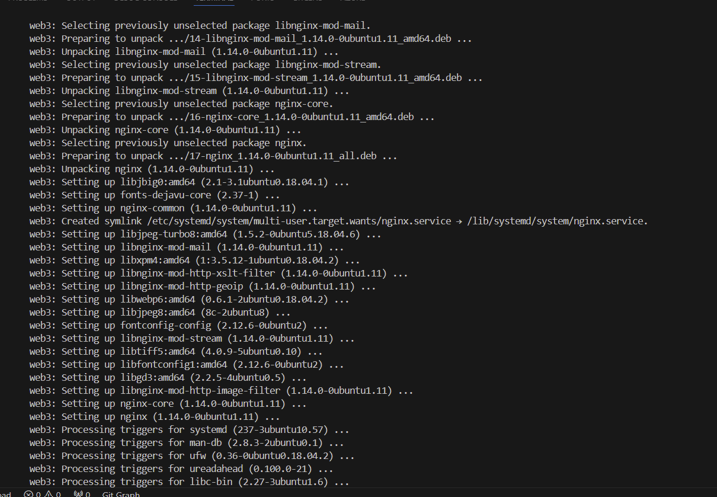 web3: Selecting previously unselected package libnginx-mod-mail.
web3: Preparing to unpack .../14-libnginx-mod-mail_1.14.0-0ubuntu1.11_amd64.deb ...
web3: Unpacking libnginx-mod-mail (1.14.0-0ubuntu1.11) ...
web3: Selecting previously unselected package libnginx-mod-stream.
web3: Preparing to unpack .../15-libnginx-mod-stream_1.14.0-0ubuntu1.11_amd64.deb ...
web3: Unpacking libnginx-mod-stream (1.14.0-0ubuntu1.11) ...
web3: Selecting previously unselected package nginx-core.
web3: Preparing to unpack .../16-nginx-core_1.14.0-0ubuntu1.11_amd64.deb ...
web3: Unpacking nginx-core (1.14.0-0ubuntu1.11) ...
web3: Selecting previously unselected package nginx.
web3: Preparing to unpack .../17-nginx_1.14.0-0ubuntu1.11_all.deb ...
web3: Unpacking nginx (1.14.0-0ubuntu1.11) ...
web3: Setting up libjbig0:amd64 (2.1-3.1ubuntu0.18.04.1) ...
web3: Setting up fonts-dejavu-core (2.37-1) ...
web3: Setting up nginx-common (1.14.0-0ubuntu1.11) ...
web3: Created symlink /etc/systemd/system/multi-user.target.wants/nginx.service → /lib/systemd/system/nginx.service.
web3: Setting up libjpeg-turbo8:amd64 (1.5.2-0ubuntu5.18.04.6) ...
web3: Setting up libnginx-mod-mail (1.14.0-0ubuntu1.11) ...
web3: Setting up libxpm4:amd64 (1:3.5.12-1ubuntu0.18.04.2) ...
web3: Setting up libnginx-mod-http-xslt-filter (1.14.0-0ubuntu1.11) ...
web3: Setting up libnginx-mod-http-geoip (1.14.0-0ubuntu1.11) ...
web3: Setting up libwebp6:amd64 (0.6.1-2ubuntu0.18.04.2) ...
web3: Setting up libjpeg8:amd64 (8c-2ubuntu8) ...
web3: Setting up fontconfig-config (2.12.6-0ubuntu2) ...
web3: Setting up libnginx-mod-stream (1.14.0-0ubuntu1.11) ...
web3: Setting up libtiff5:amd64 (4.0.9-5ubuntu0.10) ...
web3: Setting up libfontconfig1:amd64 (2.12.6-0ubuntu2) ...
web3: Setting up libgd3:amd64 (2.2.5-4ubuntu0.5) ...
web3: Setting up libnginx-mod-http-image-filter (1.14.0-0ubuntu1.11) ...
web3: Setting up nginx-core (1.14.0-0ubuntu1.11) ...
web3: Setting up nginx (1.14.0-0ubuntu1.11) ...
web3: Processing triggers for systemd (237-3ubuntu10.57) ...
web3: Processing triggers for man-db (2.8.3-2ubuntu0.1) ...
web3: Processing triggers for ufw (0.36-0ubuntu0.18.04.2) ...
web3: Processing triggers for ureadahead (0.100.0-21) ...
web3: Processing triggers for libc-bin (2.27-3ubuntu1.6) ...
0 0 0 Git Graph